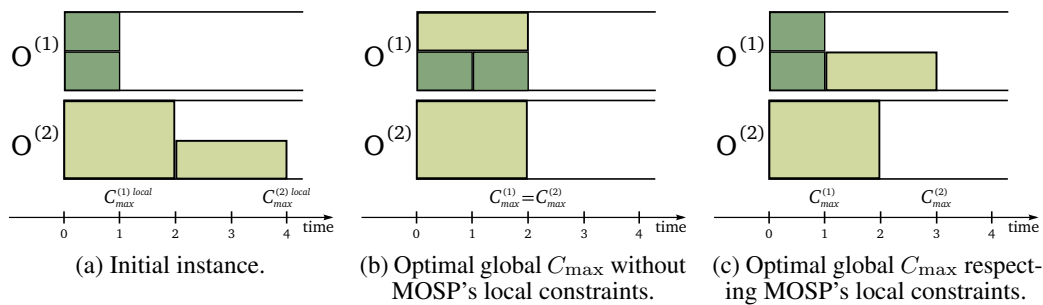 O^(1)
O^(2)
C_max^(1) local C_max^(2) local
0 1 2 3 4 time
(a) Initial instance.
O^(1)
O^(2)
C_max^(1)=C_max^(2)
0 1 2 3 4 time
(b) Optimal global C_max without
MOSP's local constraints.
O^(1)
O^(2)
C_max^(1) C_max^(2)
0 1 2 3 4 time
(c) Optimal global C_max respect-
ing MOSP's local constraints.